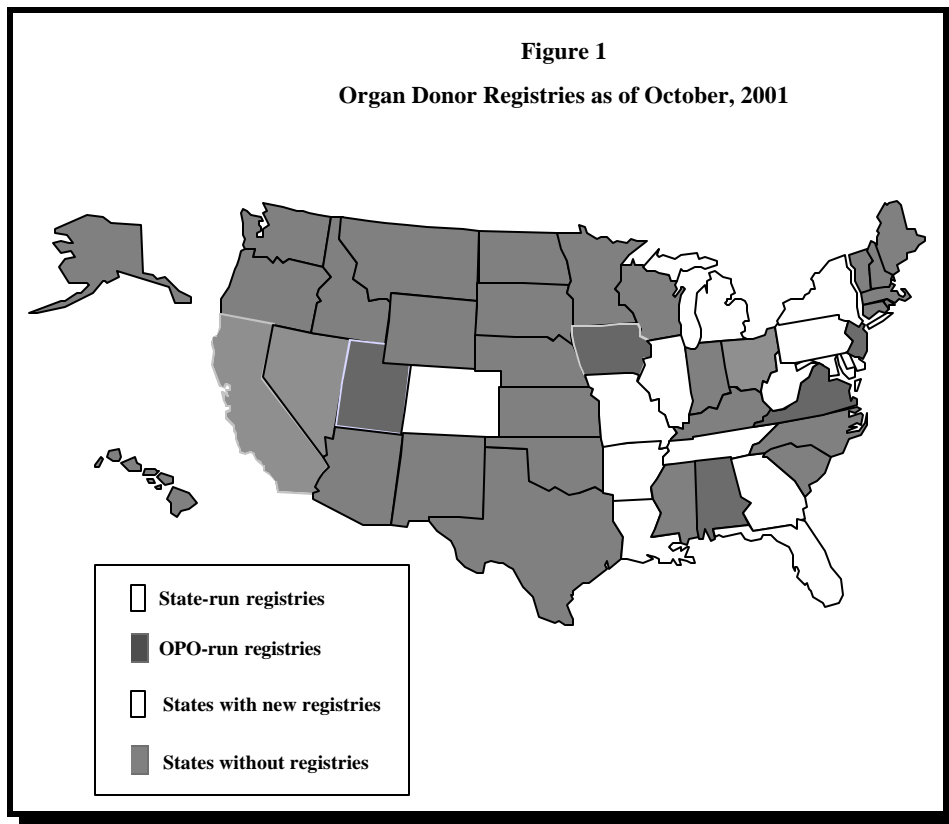 Figure 1
Organ Donor Registries as of October, 2001
State-run registries
OPO-run registries
States with new registries
States without registries